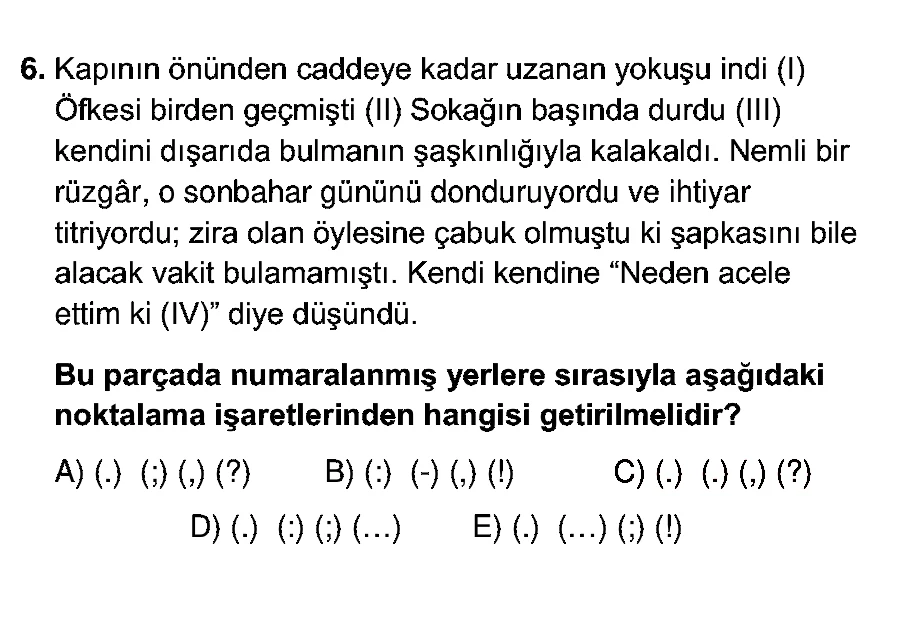 6. Kapının önünden caddeye kadar uzanan yokuşu indi (I)
Öfkesi birden geçmişti (II) Sokağın başında durdu (III)
kendini dışarıda bulmanın şaşkınlığıyla kalakaldı. Nemli bir
rüzgâr, o sonbahar gününü donduruyordu ve ihtiyar
titriyordu; zira olan öylesine çabuk olmuştu ki şapkasını bile
alacak vakit bulamamıştı. Kendi kendine “Neden acele
ettim ki (IV)” diye düşündü.
Bu parçada numaralanmış yerlere sırasıyla aşağıdaki
noktalama işaretlerinden hangisi getirilmelidir?
A) (.) (;) (,) (?) B) (:) (-) (,) (!) C) (.) (.) (,) (?)
D) (.) (:) (;) (...) E) (.) (...) (;) (!)